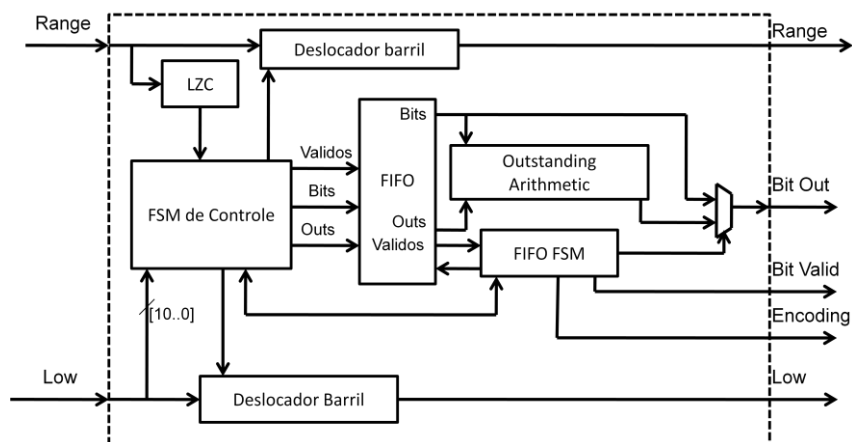 Range
Deslocador barril
Range
LZC
Bits
Validos
Outstanding
Arithmetic
FIFO
Bits
Bit Out
FSM de Controle
Outs
Outs
Validos
FIFO FSM
Bit Valid
[10..0]
Encoding
Low
Deslocador Barril
Low